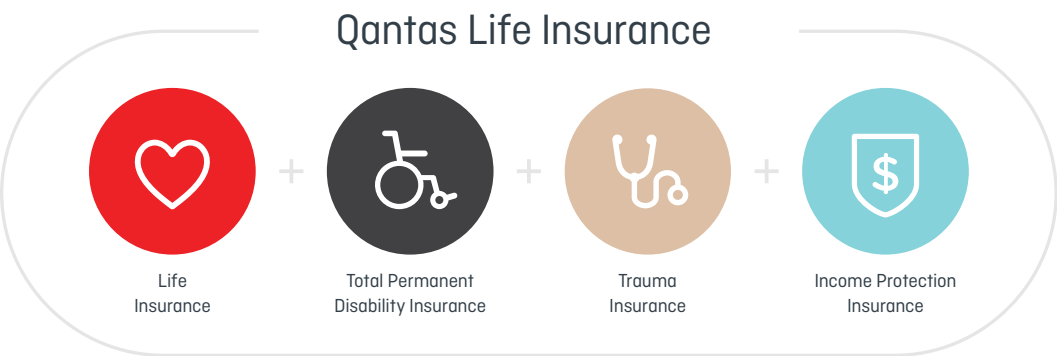 Qantas Life Insurance
Life
Insurance
+
Total Permanent
Disability Insurance
+
Trauma
Insurance
+
$
Income Protection
Insurance